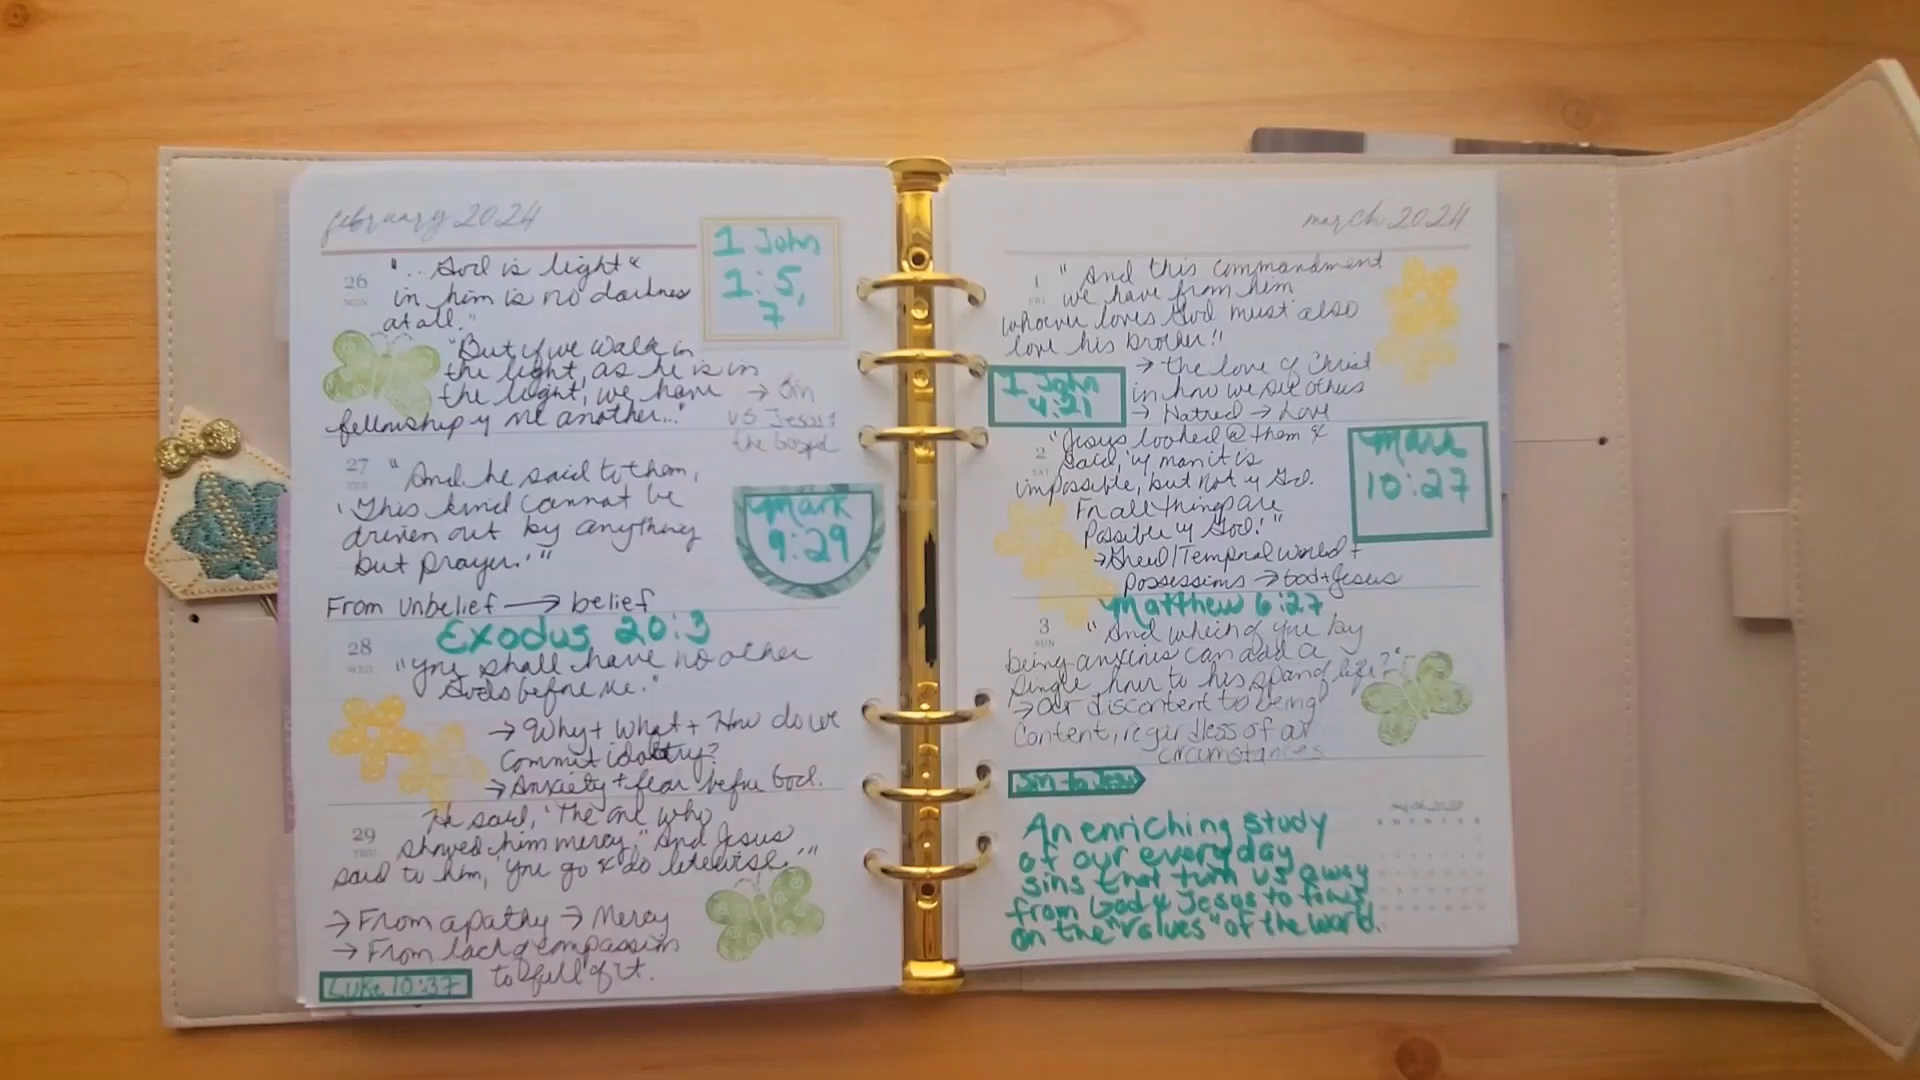 february 2024
1 John
1:5,
7
26
MON
"... God is light &
in him is no darkness
at all."
"But if we walk in
the light, as he is in
the light, we have
fellowship w one another..."
→ Sin
vs Jesus &
the Gospel
27
TUE
"And he said to them,
'This kind cannot be
driven out by anything
but prayer.'"
From unbelief → belief
Mark
9:29
Exodus 20:3
28
WED
"You shall have no other
Gods before me."
→ Why + What + How do we
commit idolatry?
→ Anxiety + fear before God.
29
THU
He said, 'The one who
showed him mercy," And Jesus
said to him, 'You go & do likewise.'"
→ From apathy → Mercy
→ From lack of compassion
to full of it.
Luke 10:37
march 2024
1
FRI
"And this commandment
we have from him
whoever loves God must also
love his brother."
1 John
4:21
→ the love of Christ
in how we see others
→ Hatred → Love
2
SAT
"Jesus looked @ them &
said, 'w man it is
impossible, but not w God.
For all things are
possible w God.'"
→ Greed/Temporal world +
possessions → God + Jesus
Mark
10:27
Matthew 6:27
3
SUN
"And which of you by
being anxious can add a
single hour to his span of life?"
→ Our discontent to being
content, regardless of our
circumstances
Sin to Jesus
An enriching study
of our everyday
sins that turn us away
from God & Jesus to
on the "values" of the world.